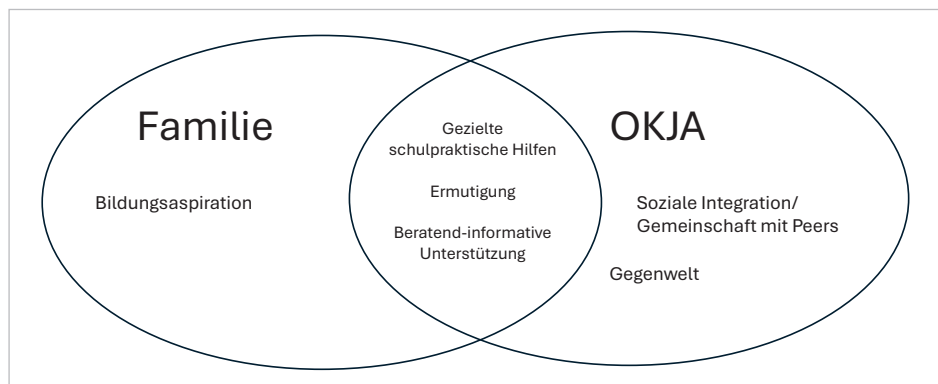 Familie
Bildungsaspiration
Gezielte
schulpraktische Hilfen
Ermutigung
Beratend-informative
Unterstützung
OKJA
Soziale Integration/
Gemeinschaft mit Peers
Gegenwelt